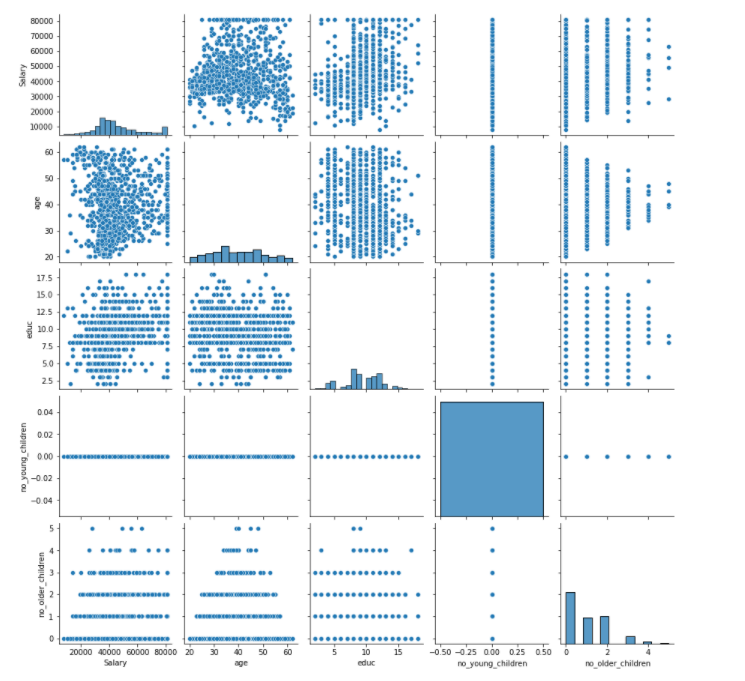 80000
70000
60000
50000
40000
30000
20000
10000
Salary
60
50
40
30
20
age
17.5
15.0
12.5
10.0
7.5
5.0
2.5
educ
0.04
0.02
0.00
−0.02
−0.04
no_young_children
5
4
3
2
1
0
no_older_children
20000 40000 60000 80000
20 30 40 50 60
5 10 15
−0.50 −0.25 0.00 0.25 0.50
0 2 4
Salary age educ no_young_children no_older_children